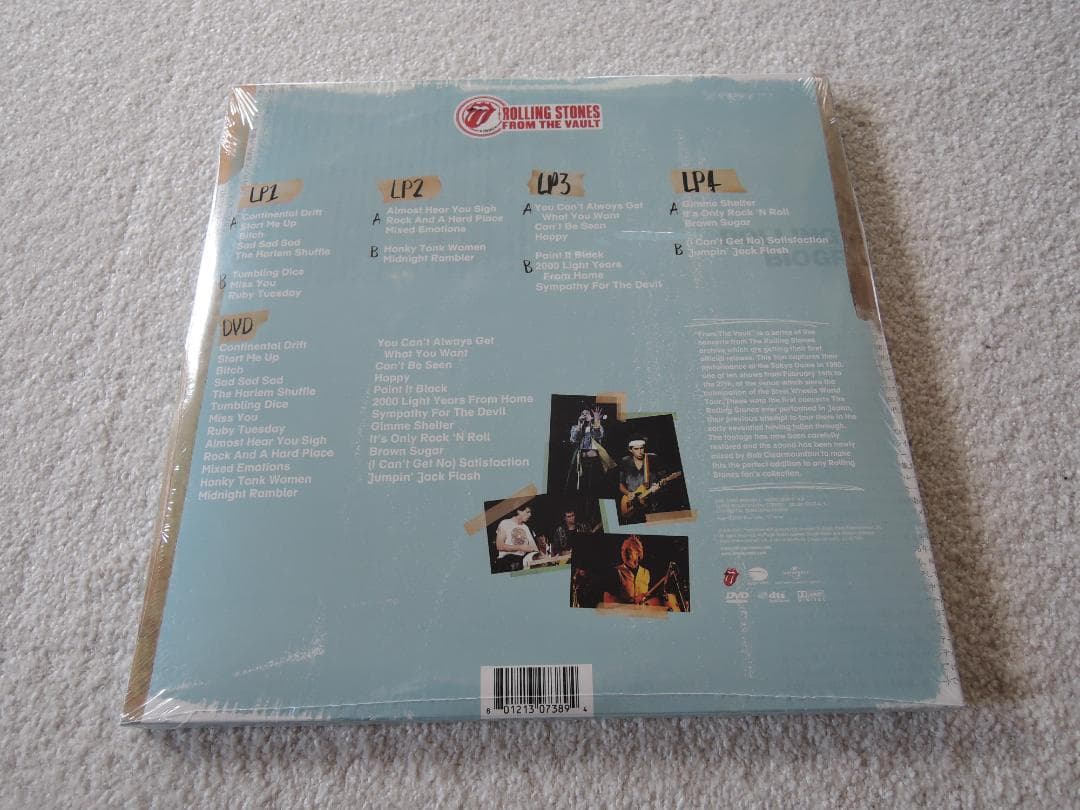 ROLLING STONES
FROM THE VAULT
LP1
A Continental Drift
Start Me Up
Bitch
Sad Sad Sad
The Harlem Shuffle
B Tumbling Dice
Miss You
Ruby Tuesday
LP2
A Almost Hear You Sigh
Rock And A Hard Place
Mixed Emotions
B Honky Tonk Women
Midnight Rambler
LP3
A You Can't Always Get
What You Want
Can't Be Seen
Happy
B Paint It Black
2000 Light Years
From Home
Sympathy For The Devil
LP4
A Gimme Shelter
It's Only Rock 'N Roll
Brown Sugar
B (I Can't Get No) Satisfaction
Jumpin' Jack Flash
DVD
Continental Drift
Start Me Up
Bitch
Sad Sad Sad
The Harlem Shuffle
Tumbling Dice
Miss You
Ruby Tuesday
Almost Hear You Sigh
Rock And A Hard Place
Mixed Emotions
Honky Tonk Women
Midnight Rambler
You Can't Always Get
What You Want
Can't Be Seen
Happy
Paint It Black
2000 Light Years From Home
Sympathy For The Devil
Gimme Shelter
It's Only Rock 'N Roll
Brown Sugar
(I Can't Get No) Satisfaction
Jumpin' Jack Flash
"From The Vault" is a series of live
concerts from The Rolling Stones
archive which are getting their first
official release. This film captures their
performance at the Tokyo Dome in 1990,
one of ten shows from February 14th to
the 27th, at the venue which were the
culmination of the Steel Wheels World
Tour. These were the first concerts The
Rolling Stones ever performed in Japan,
their previous attempt to tour there in the
early seventies having fallen through.
The footage has now been carefully
restored and the sound has been newly
mixed by Bob Clearmountain to make
this the perfect addition to any Rolling
Stones fan's collection.
DVD dts DIGITAL
8 01213 07389 4